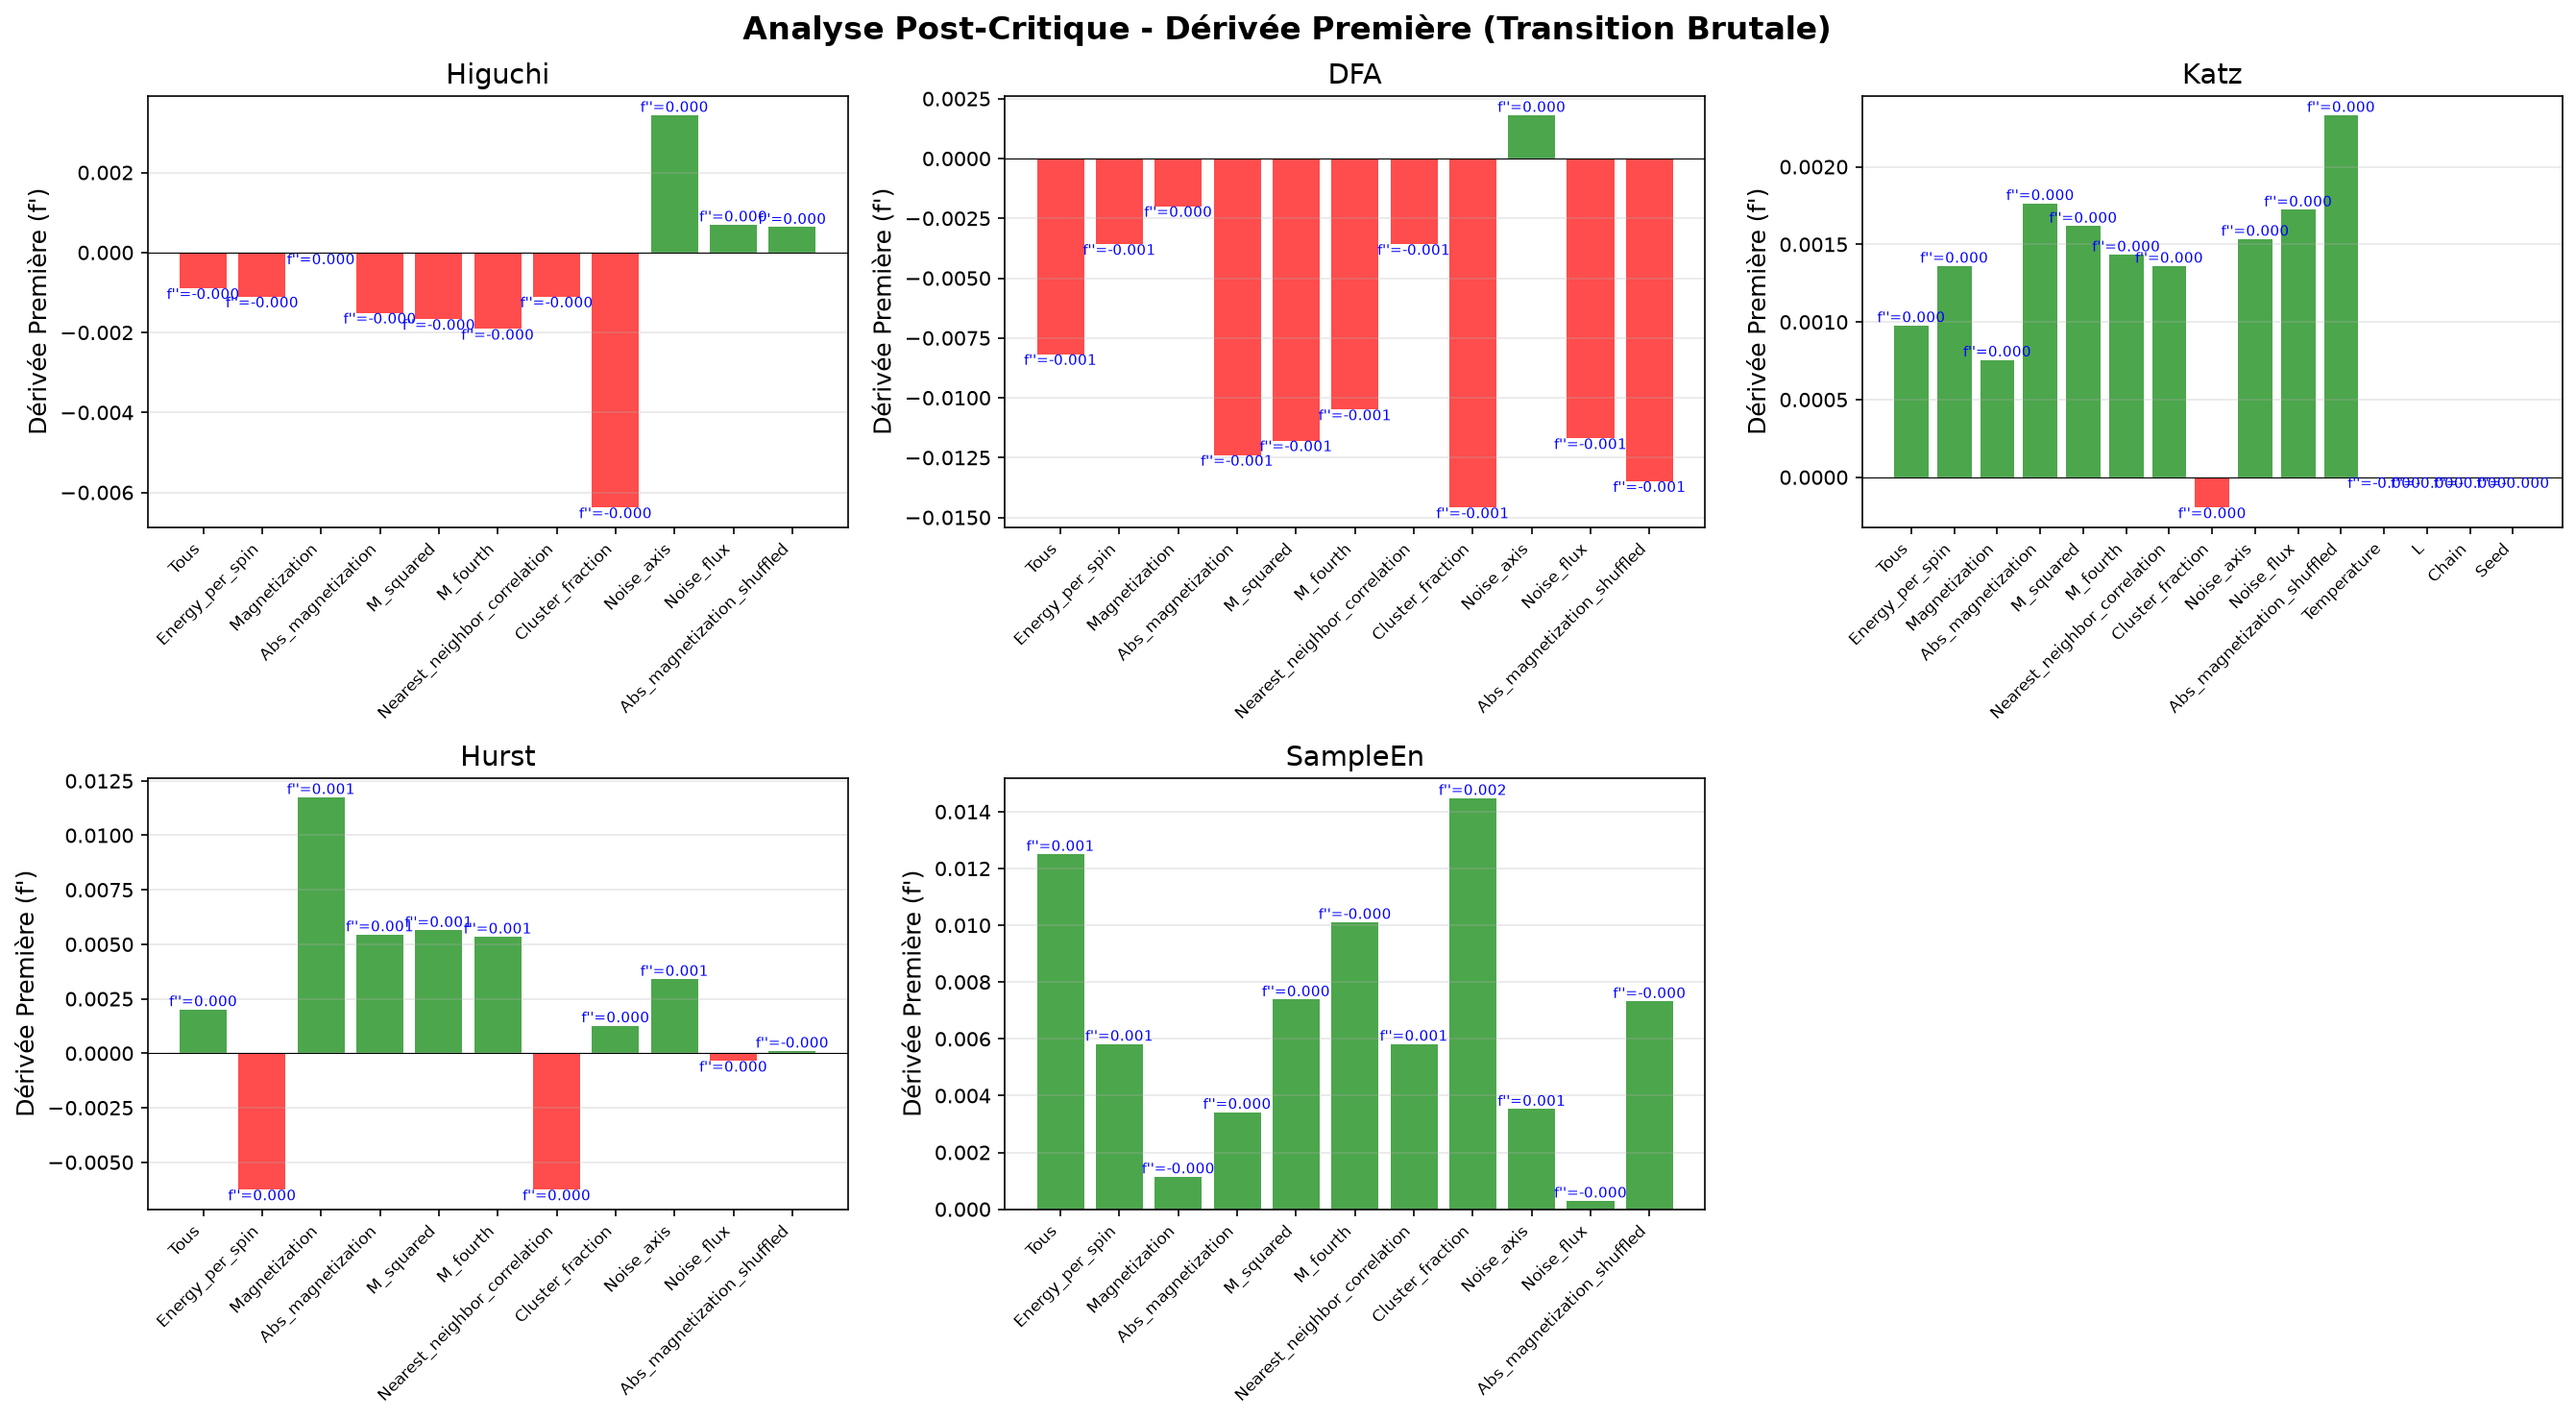 Analyse Post-Critique - Dérivée Première (Transition Brutale)
Higuchi
Dérivée Première (f')
0.002
0.000
−0.002
−0.004
−0.006
f''=-0.000
f''=-0.000
f''=0.000
f''=-0.000
f''=-0.000
f''=-0.000
f''=-0.000
f''=-0.000
f''=0.000
f''=0.000
f''=0.000
Tous
Energy_per_spin
Magnetization
Abs_magnetization
M_squared
M_fourth
Nearest_neighbor_correlation
Cluster_fraction
Noise_axis
Noise_flux
Abs_magnetization_shuffled
DFA
Dérivée Première (f')
0.0025
0.0000
−0.0025
−0.0050
−0.0075
−0.0100
−0.0125
−0.0150
f''=-0.001
f''=-0.001
f''=0.000
f''=-0.001
f''=-0.001
f''=-0.001
f''=-0.001
f''=-0.001
f''=0.000
f''=-0.001
f''=-0.001
Tous
Energy_per_spin
Magnetization
Abs_magnetization
M_squared
M_fourth
Nearest_neighbor_correlation
Cluster_fraction
Noise_axis
Noise_flux
Abs_magnetization_shuffled
Katz
Dérivée Première (f')
0.0020
0.0015
0.0010
0.0005
0.0000
f''=0.000
f''=0.000
f''=0.000
f''=0.000
f''=0.000
f''=0.000
f''=0.000
f''=0.000
f''=0.000
f''=0.000
f''=0.000
Tous
Energy_per_spin
Magnetization
Abs_magnetization
M_squared
M_fourth
Nearest_neighbor_correlation
Cluster_fraction
Noise_axis
Noise_flux
Abs_magnetization_shuffled
Temperature
L
Chain
Seed
Hurst
Dérivée Première (f')
0.0125
0.0100
0.0075
0.0050
0.0025
0.0000
−0.0025
−0.0050
f''=0.000
f''=0.000
f''=0.001
f''=0.001
f''=0.001
f''=0.001
f''=0.000
f''=0.000
f''=0.001
f''=0.000
f''=-0.000
Tous
Energy_per_spin
Magnetization
Abs_magnetization
M_squared
M_fourth
Nearest_neighbor_correlation
Cluster_fraction
Noise_axis
Noise_flux
Abs_magnetization_shuffled
SampleEn
Dérivée Première (f')
0.014
0.012
0.010
0.008
0.006
0.004
0.002
0.000
f''=0.001
f''=0.001
f''=-0.000
f''=0.000
f''=0.000
f''=-0.000
f''=0.001
f''=0.002
f''=0.001
f''=-0.000
f''=-0.000
Tous
Energy_per_spin
Magnetization
Abs_magnetization
M_squared
M_fourth
Nearest_neighbor_correlation
Cluster_fraction
Noise_axis
Noise_flux
Abs_magnetization_shuffled